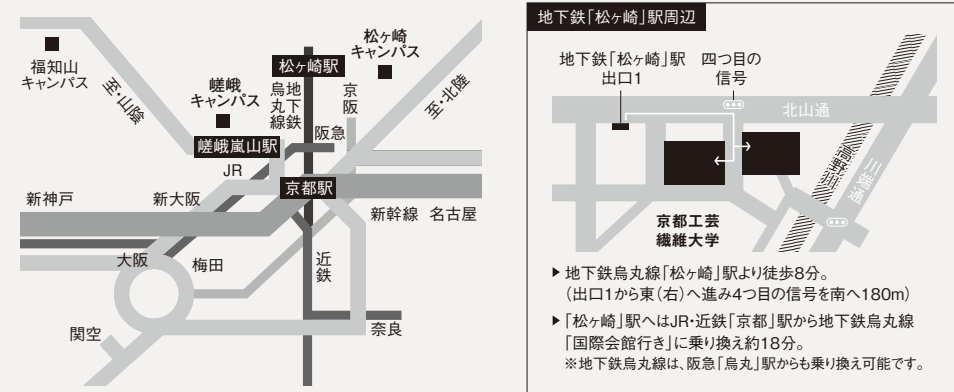 福知山
キャンパス
至・山陰
嵯峨
キャンパス
嵯峨嵐山駅
松ヶ崎駅
松ヶ崎
キャンパス
地下鉄
烏丸線
京阪
至・北陸
阪急
JR
京都駅
新神戸
新大阪
新幹線 名古屋
大阪
梅田
近鉄
関空
奈良
地下鉄「松ヶ崎」駅周辺
地下鉄「松ヶ崎」駅
出口1
四つ目の
信号
北山通
高野川
川端通
京都工芸
繊維大学
▶ 地下鉄烏丸線「松ヶ崎」駅より徒歩8分。
（出口1から東（右）へ進み4つ目の信号を南へ180m）
▶「松ヶ崎」駅へはJR・近鉄「京都」駅から地下鉄烏丸線
「国際会館行き」に乗り換え約18分。
※地下鉄烏丸線は、阪急「烏丸」駅からも乗り換え可能です。